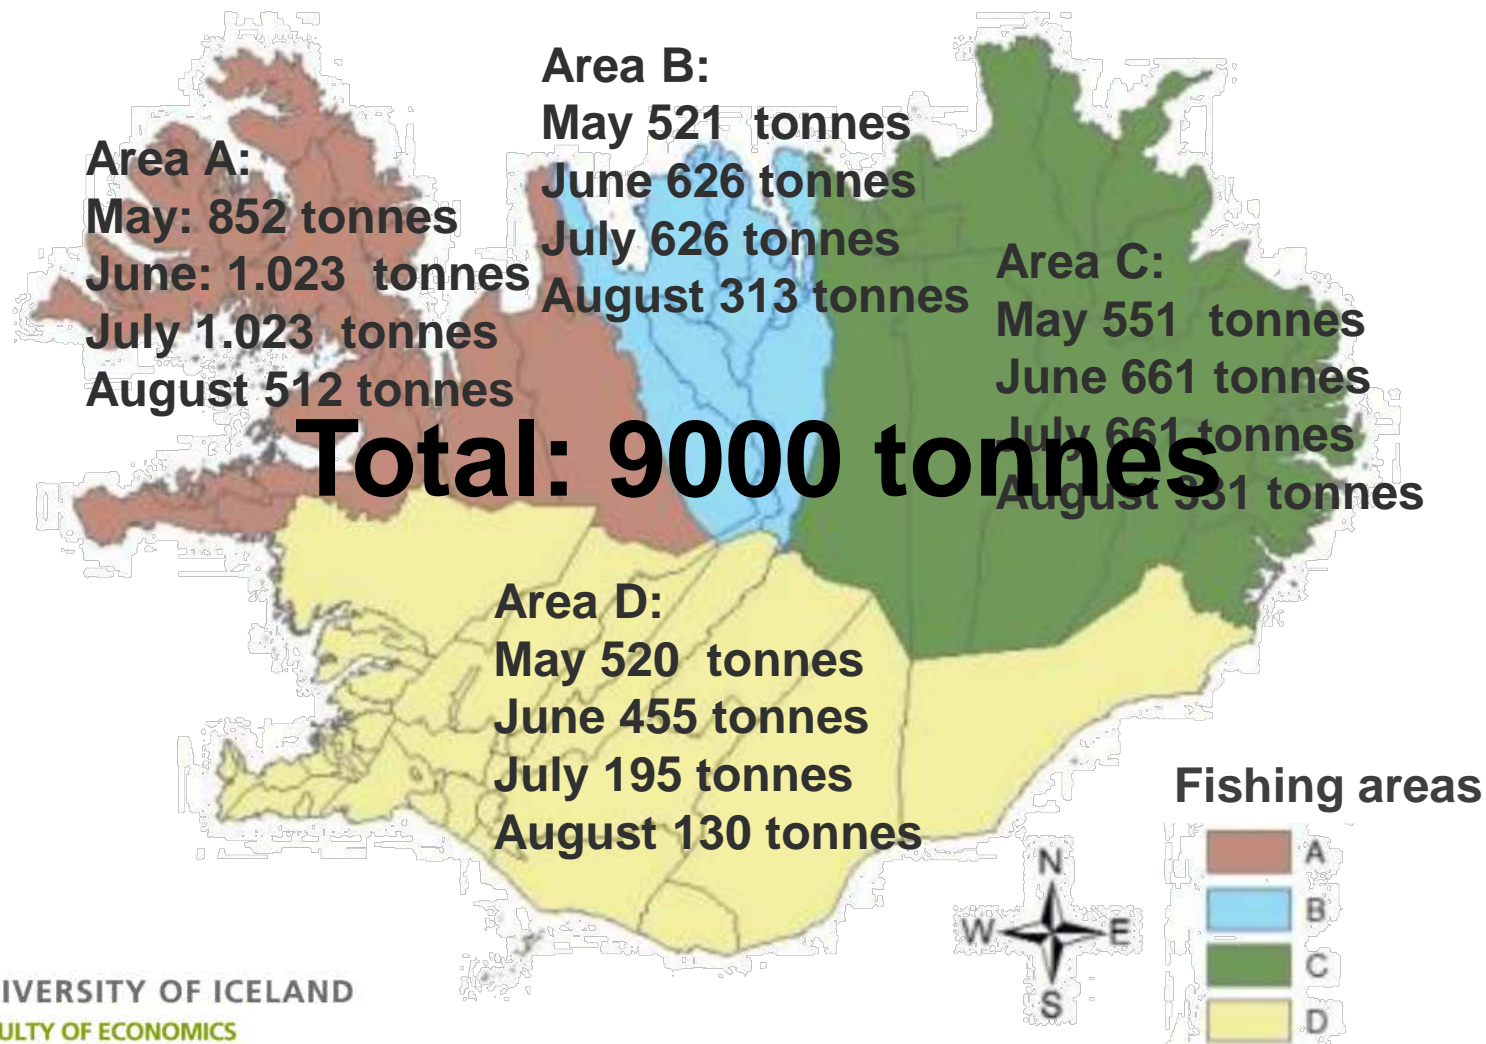 Area A:
May: 852 tonnes
June: 1.023 tonnes
July 1.023 tonnes
August 512 tonnes
Area B:
May 521 tonnes
June 626 tonnes
July 626 tonnes
August 313 tonnes
Area C:
May 551 tonnes
June 661 tonnes
July 661 tonnes
August 331 tonnes
Total: 9000 tonnes
Area D:
May 520 tonnes
June 455 tonnes
July 195 tonnes
August 130 tonnes
Fishing areas
A
B
C
D
N
W E
S
IVERSITY OF ICELAND
ULTY OF ECONOMICS